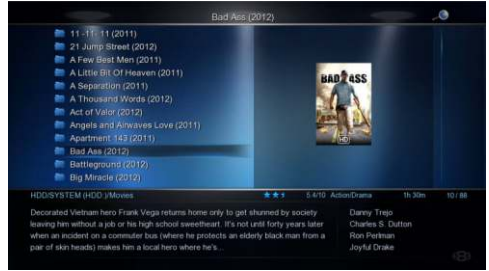 Bad Ass (2012)
11 -11- 11 (2011)
21 Jump Street (2012)
A Few Best Men (2011)
A Little Bit Of Heaven (2011)
A Separation (2011)
A Thousand Words (2012)
Act of Valor (2012)
Angels and Airwaves Love (2011)
Apartment 143 (2011)
Bad Ass (2012)
Battleground (2012)
Big Miracle (2012)
BAD ASS
HD
HDD/SYSTEM (HDD )/Movies
5.4/10 Action/Drama 1h 30m 10 / 86
Decorated Vietnam hero Frank Vega returns home only to get shunned by society
leaving him without a job or his high school sweetheart. It's not until forty years later
when an incident on a commuter bus (where he protects an elderly black man from a
pair of skin heads) makes him a local hero where he's...
Danny Trejo
Charles S. Dutton
Ron Perlman
Joyful Drake